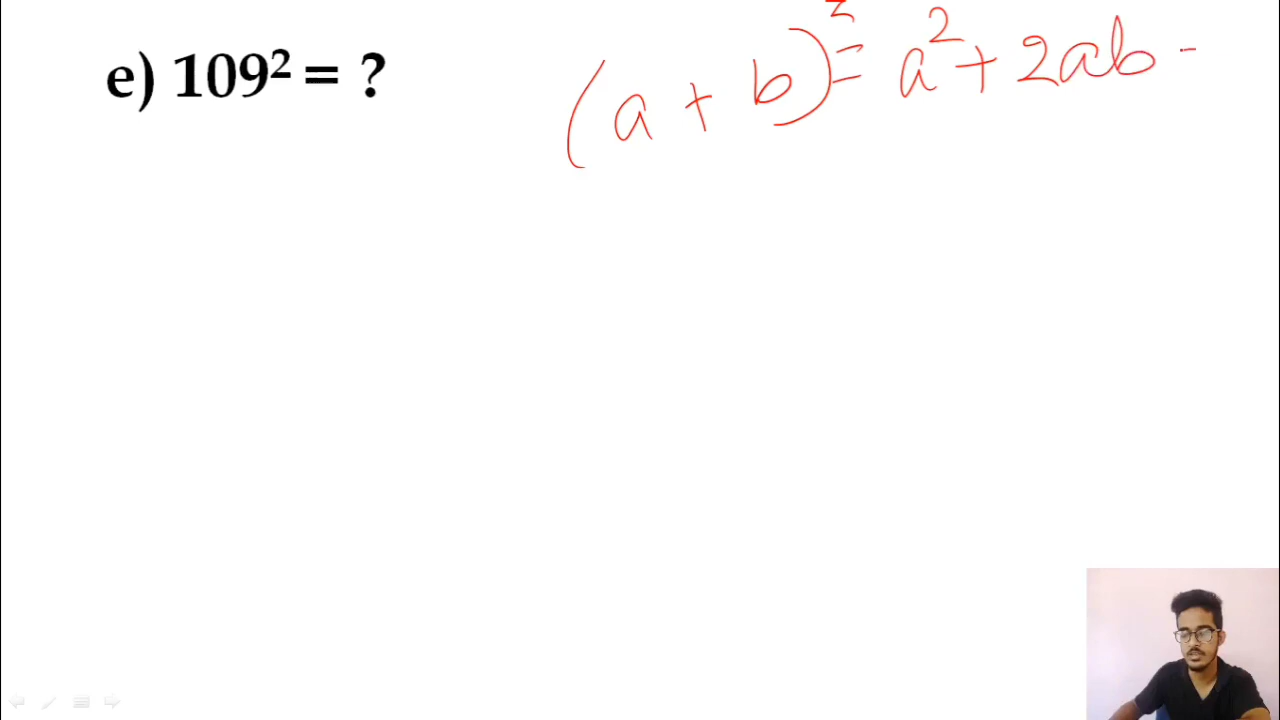 e) 109² = ?
(a + b)² = a² + 2ab -